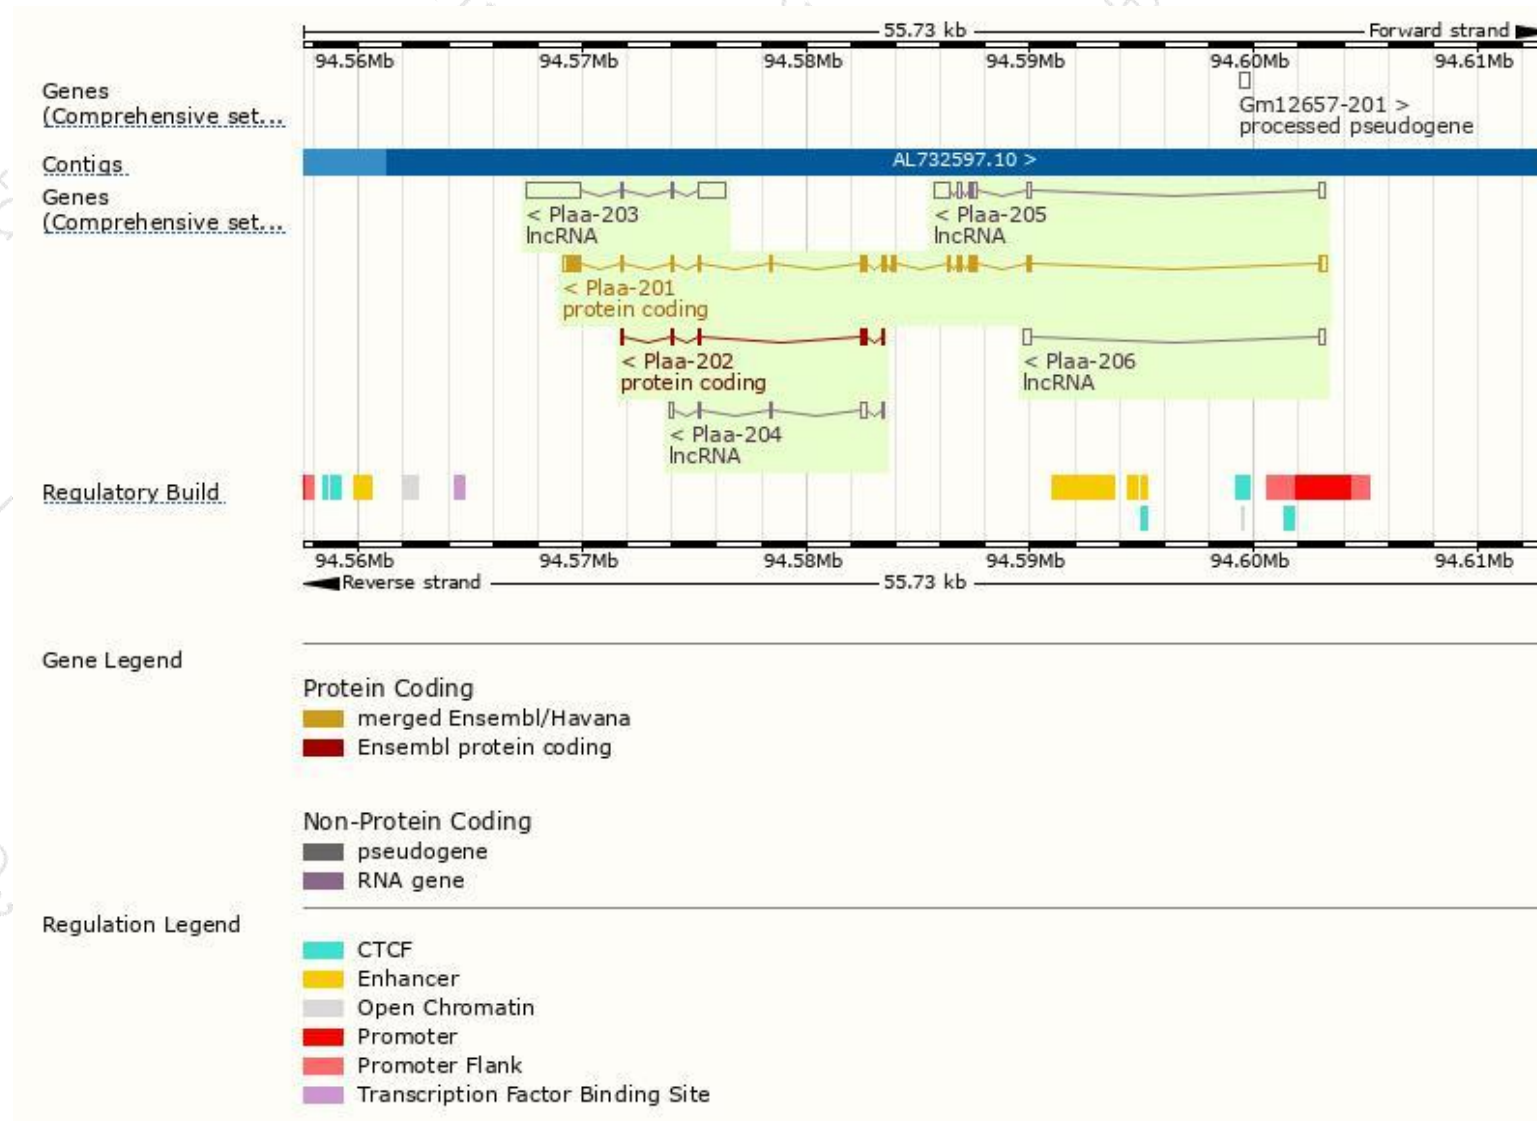 55.73 kb
Forward strand
94.56Mb 94.57Mb 94.58Mb 94.59Mb 94.60Mb 94.61Mb
Genes
(Comprehensive set...
Gm12657-201 >
processed pseudogene
Contigs
AL732597.10 >
Genes
(Comprehensive set...
< Plaa-203
lncRNA
< Plaa-205
lncRNA
< Plaa-201
protein coding
< Plaa-202
protein coding
< Plaa-206
lncRNA
< Plaa-204
lncRNA
Regulatory Build
94.56Mb 94.57Mb 94.58Mb 94.59Mb 94.60Mb 94.61Mb
Reverse strand
55.73 kb
Gene Legend
Protein Coding
merged Ensembl/Havana
Ensembl protein coding
Non-Protein Coding
pseudogene
RNA gene
Regulation Legend
CTCF
Enhancer
Open Chromatin
Promoter
Promoter Flank
Transcription Factor Binding Site